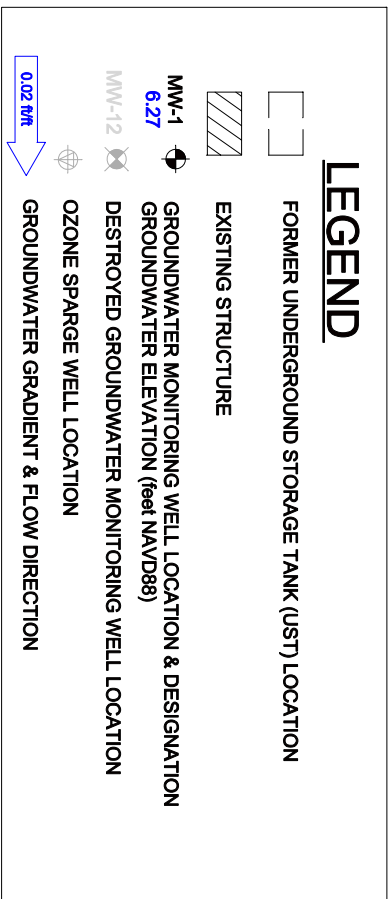 LEGEND
FORMER UNDERGROUND STORAGE TANK (UST) LOCATION
EXISTING STRUCTURE
MW-1 GROUNDWATER MONITORING WELL LOCATION & DESIGNATION
6.27 GROUNDWATER ELEVATION (feet NAVD88)
MW-12 DESTROYED GROUNDWATER MONITORING WELL LOCATION
OZONE SPARGE WELL LOCATION
0.02 ft/ft GROUNDWATER GRADIENT & FLOW DIRECTION